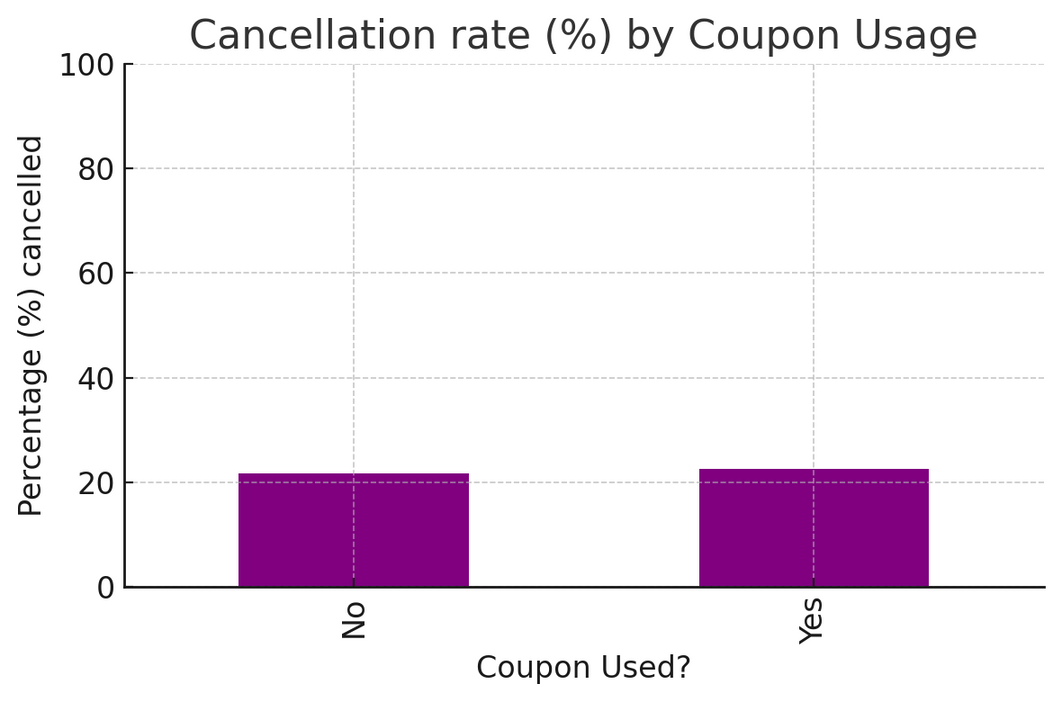 Cancellation rate (%) by Coupon Usage
100
80
60
40
20
0
Percentage (%) cancelled
No
Yes
Coupon Used?